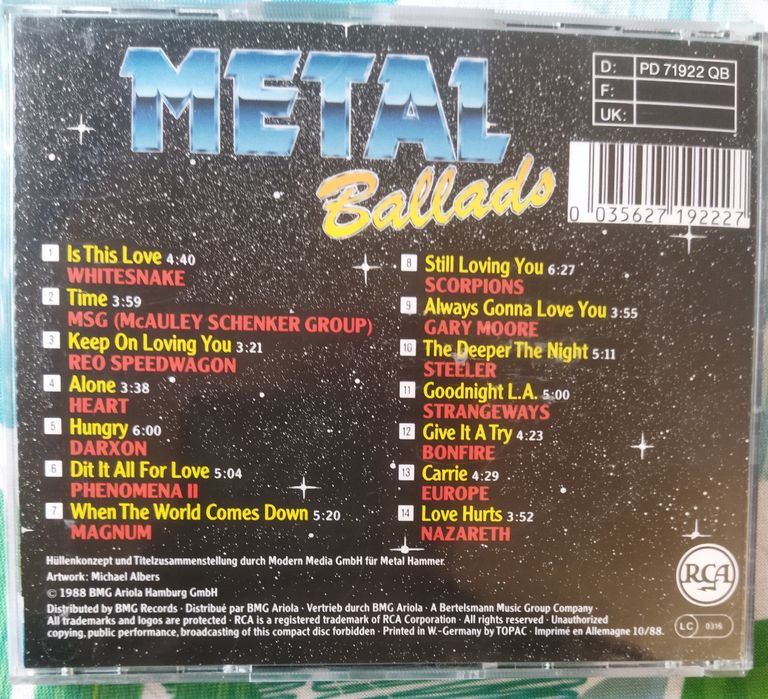 METAL
Ballads
D: PD 71922 QB
F:
UK:
0 035627 192227
1 Is This Love 4:40
WHITESNAKE
2 Time 3:59
MSG (McAULEY SCHENKER GROUP)
3 Keep On Loving You 3:21
REO SPEEDWAGON
4 Alone 3:38
HEART
5 Hungry 6:00
DARXON
6 Dit It All For Love 5:04
PHENOMENA II
7 When The World Comes Down 5:20
MAGNUM
8 Still Loving You 6:27
SCORPIONS
9 Always Gonna Love You 3:55
GARY MOORE
10 The Deeper The Night 5:11
STEELER
11 Goodnight L.A. 5:00
STRANGEWAYS
12 Give It A Try 4:23
BONFIRE
13 Carrie 4:29
EUROPE
14 Love Hurts 3:52
NAZARETH
Hüllenkonzept und Titelzusammenstellung durch Modern Media GmbH für Metal Hammer.
Artwork: Michael Albers
© 1988 BMG Ariola Hamburg GmbH
Distributed by BMG Records · Distribué par BMG Ariola · Vertrieb durch BMG Ariola · A Bertelsmann Music Group Company ·
All trademarks and logos are protected · RCA is a registered trademark of RCA Corporation · All rights reserved · Unauthorized
copying, public performance, broadcasting of this compact disc forbidden · Printed in W.-Germany by TOPAC · Imprimé en Allemagne 10/88.
RCA
LC 0316